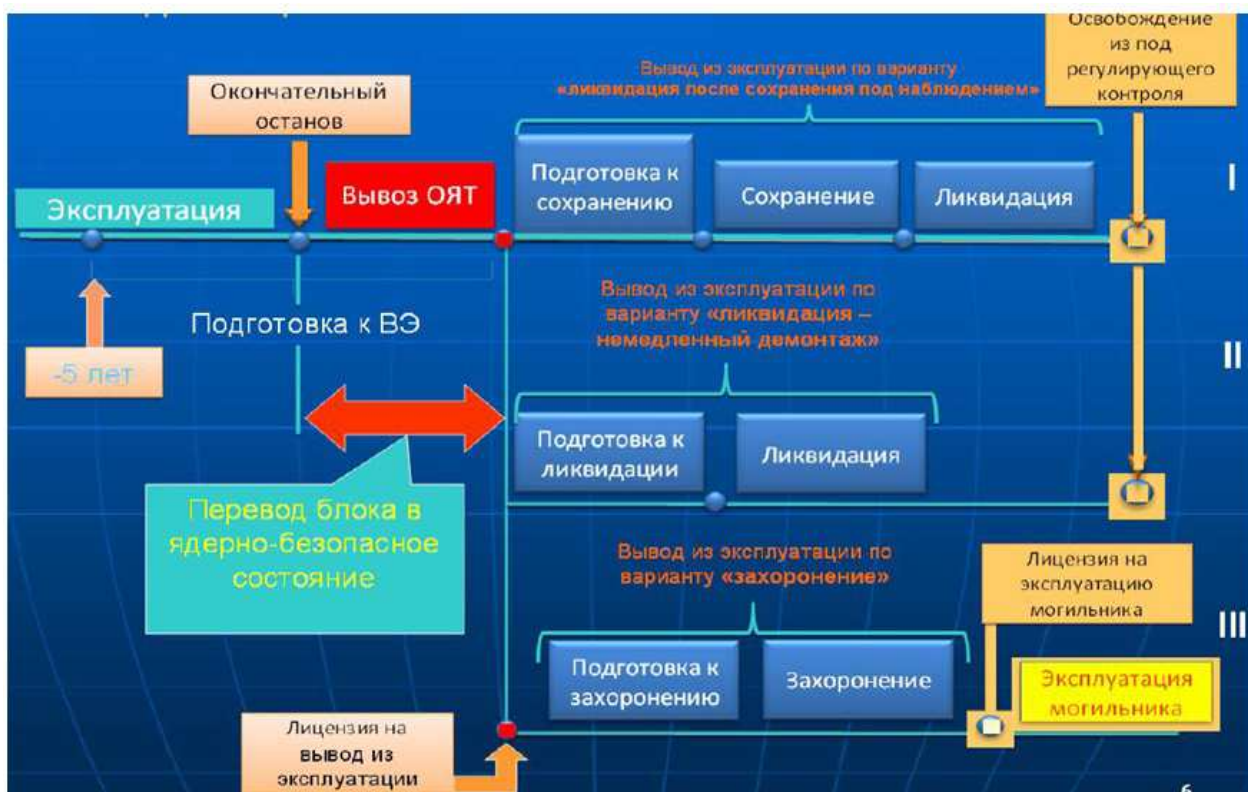 Освобождение
из под
регулирующего
контроля
Вывод из эксплуатации по варианту
«ликвидация после сохранения под наблюдением»
Окончательный
останов
Эксплуатация
Вывоз ОЯТ
Подготовка к
сохранению
Сохранение
Ликвидация
I
-5 лет
Подготовка к ВЭ
Вывод из эксплуатации по
варианту «ликвидация –
немедленный демонтаж»
II
Подготовка к
ликвидации
Ликвидация
Перевод блока в
ядерно-безопасное
состояние
Вывод из эксплуатации по
варианту «захоронение»
Лицензия на
эксплуатацию
могильника
III
Подготовка к
захоронению
Захоронение
Эксплуатация
могильника
Лицензия на
вывод из
эксплуатации
6